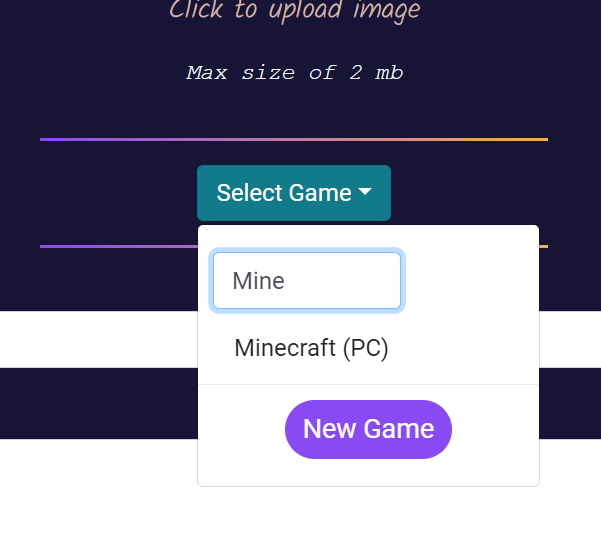 Click to upload image
Max size of 2 mb
Select Game
Mine
Minecraft (PC)
New Game